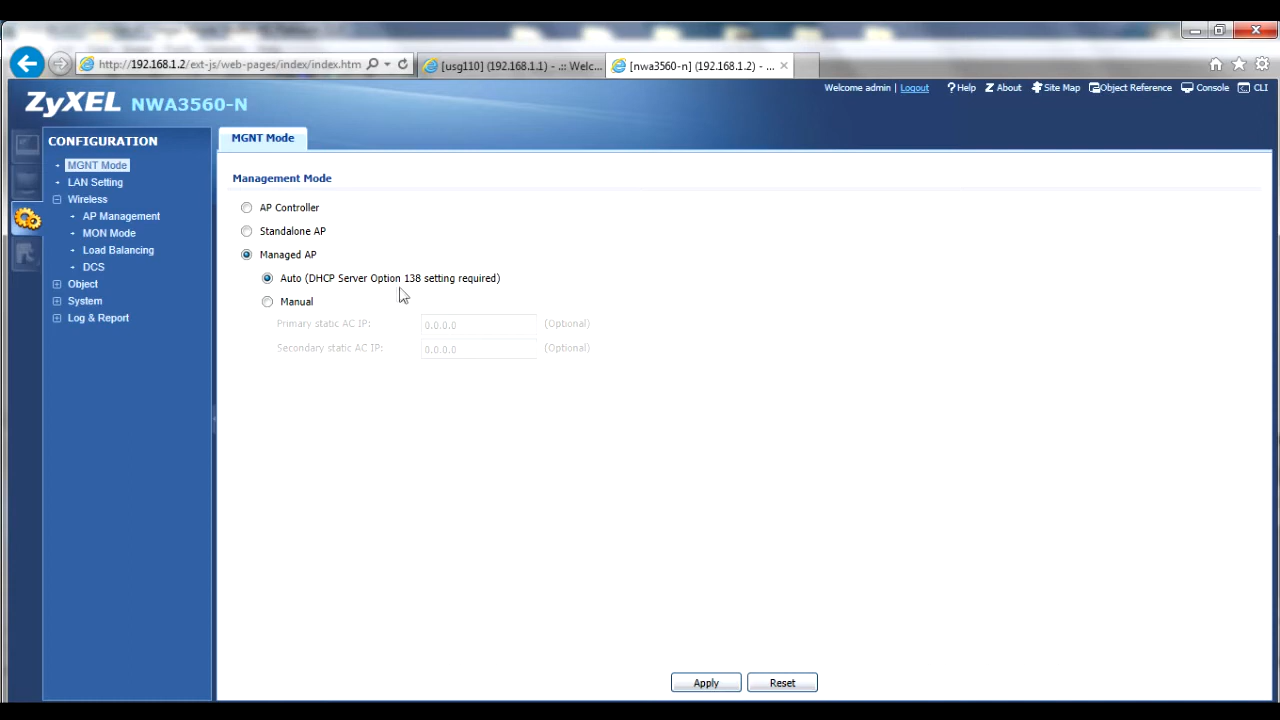 http://192.168.1.2/ext-js/web-pages/index/index.htm
[usg110] (192.168.1.1) - .:: Welc...
[nwa3560-n] (192.168.1.2) - ...
ZyXEL NWA3560-N
Welcome admin | Logout
?Help
Z About
Site Map
Object Reference
Console
CLI
CONFIGURATION
MGNT Mode
LAN Setting
Wireless
AP Management
MON Mode
Load Balancing
DCS
Object
System
Log & Report
MGNT Mode
Management Mode
AP Controller
Standalone AP
Managed AP
Auto (DHCP Server Option 138 setting required)
Manual
Primary static AC IP: 0.0.0.0 (Optional)
Secondary static AC IP: 0.0.0.0 (Optional)
Apply
Reset